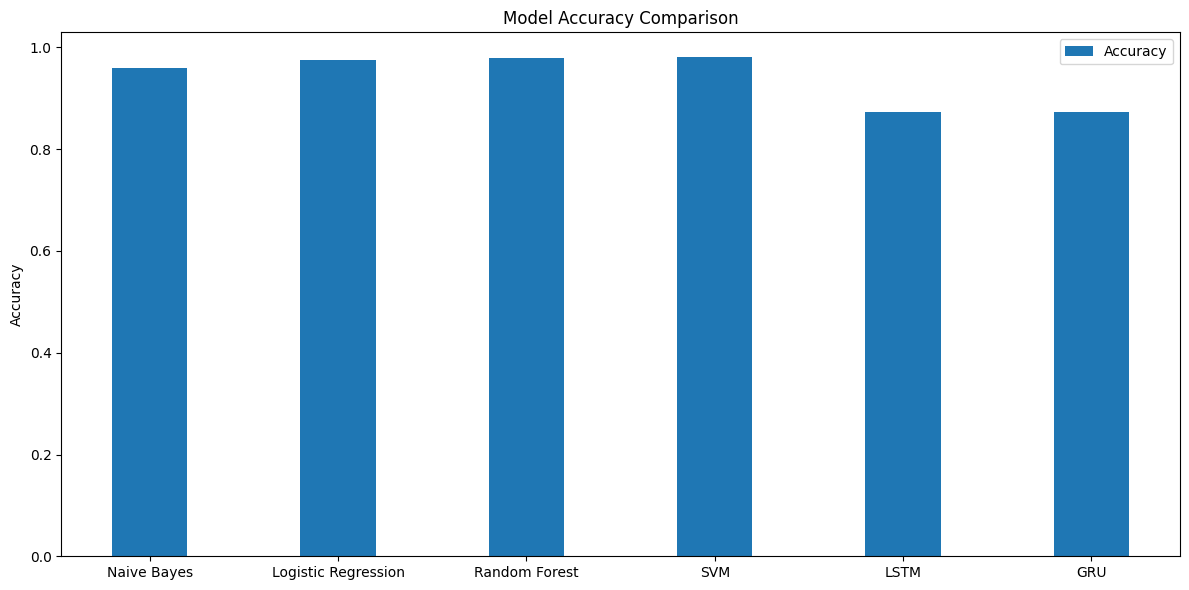 Model Accuracy Comparison
Accuracy
1.0
0.8
0.6
0.4
0.2
0.0
Accuracy
Naive Bayes
Logistic Regression
Random Forest
SVM
LSTM
GRU